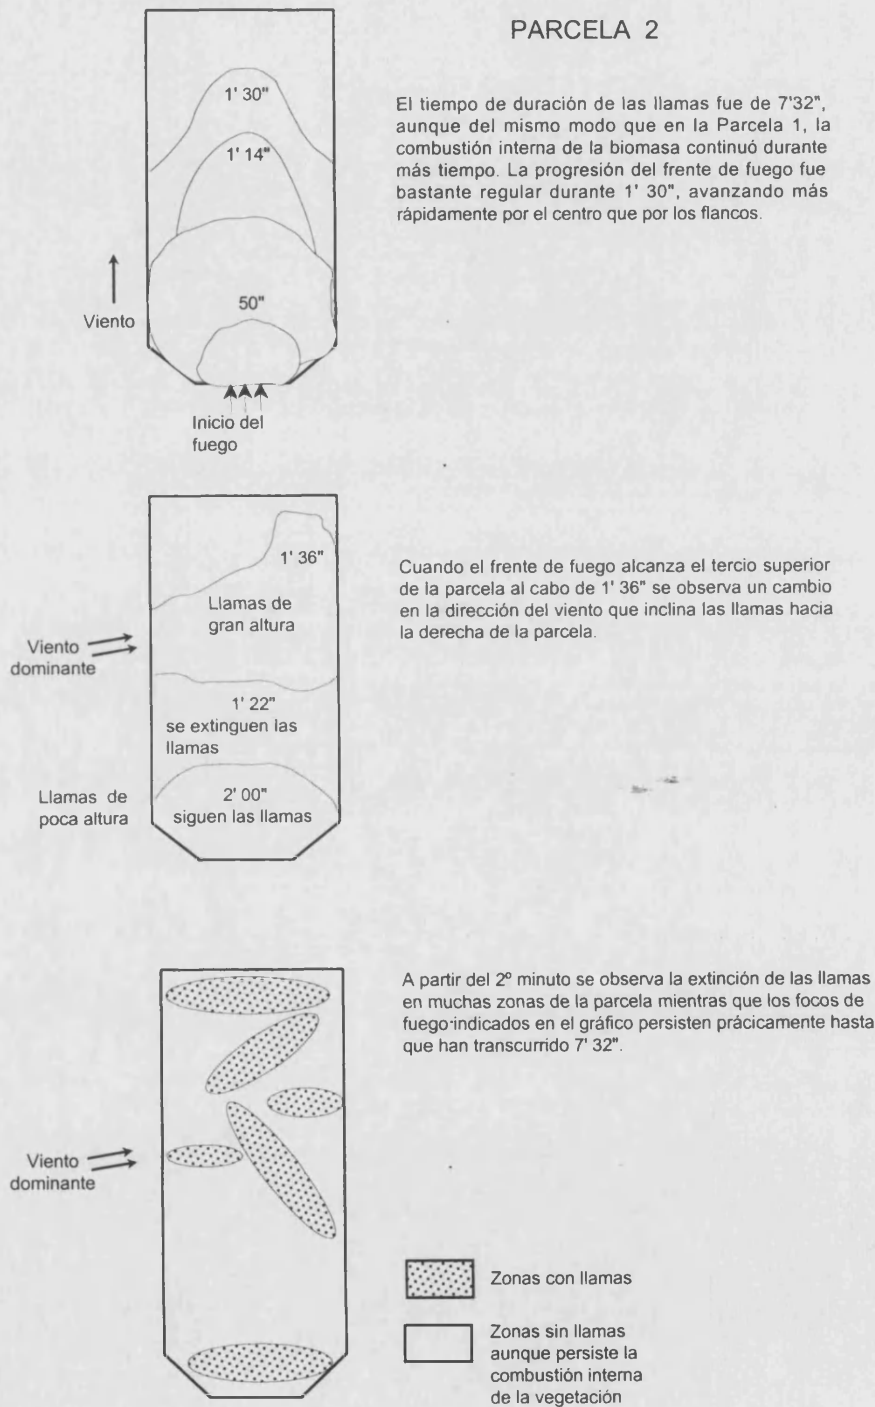 PARCELA 2
1' 30"
1' 14"
50"
Viento
Inicio del
fuego
El tiempo de duración de las llamas fue de 7'32",
aunque del mismo modo que en la Parcela 1, la
combustión interna de la biomasa continuó durante
más tiempo. La progresión del frente de fuego fue
bastante regular durante 1' 30", avanzando más
rápidamente por el centro que por los flancos.
1' 36"
Llamas de
gran altura
Viento
dominante
1' 22"
se extinguen las
llamas
Llamas de
poca altura
2' 00"
siguen las llamas
Cuando el frente de fuego alcanza el tercio superior
de la parcela al cabo de 1' 36" se observa un cambio
en la dirección del viento que inclina las llamas hacia
la derecha de la parcela.
Viento
dominante
A partir del 2º minuto se observa la extinción de las llamas
en muchas zonas de la parcela mientras que los focos de
fuego indicados en el gráfico persisten prácicamente hasta
que han transcurrido 7' 32".
Zonas con llamas
Zonas sin llamas
aunque persiste la
combustión interna
de la vegetación